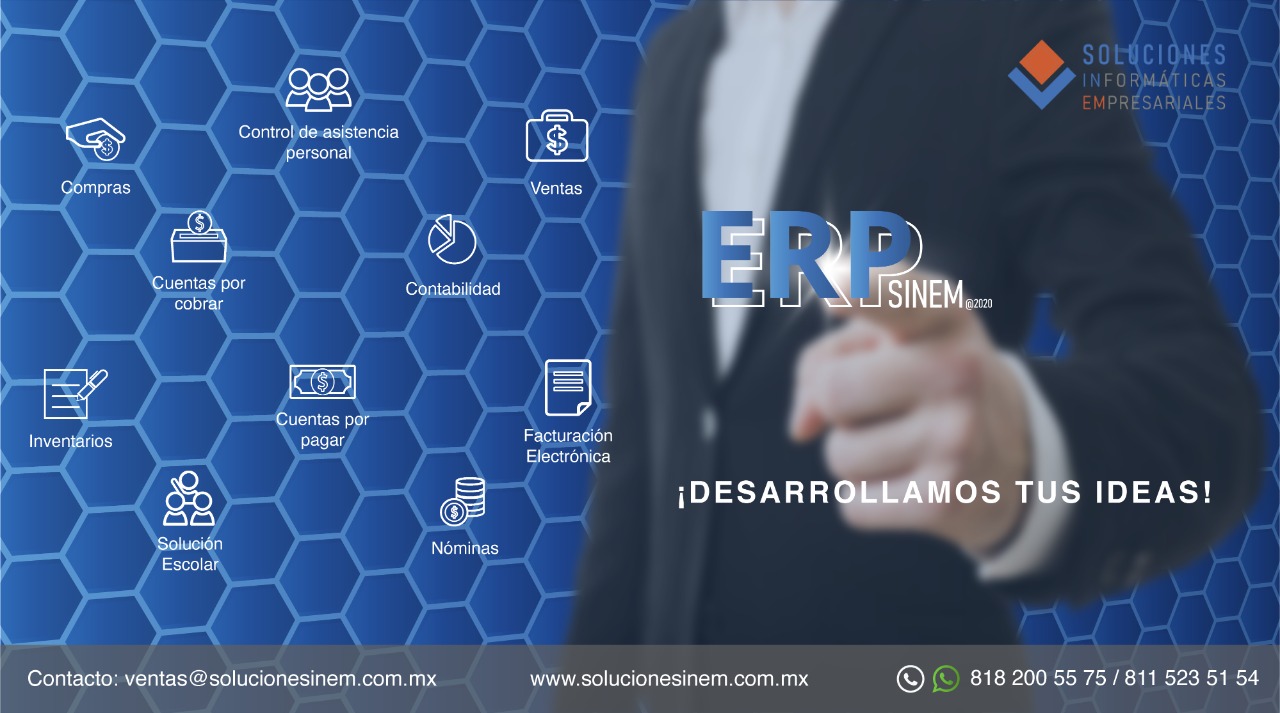 SOLUCIONES
INFORMÁTICAS
EMPRESARIALES
Control de asistencia
personal
Compras
Ventas
Cuentas por
cobrar
Contabilidad
ERP
SINEM @2020
Inventarios
Cuentas por
pagar
Facturación
Electrónica
¡DESARROLLAMOS TUS IDEAS!
Solución
Escolar
Nóminas
Contacto: ventas@solucionesinem.com.mx
www.solucionesinem.com.mx
818 200 55 75 / 811 523 51 54